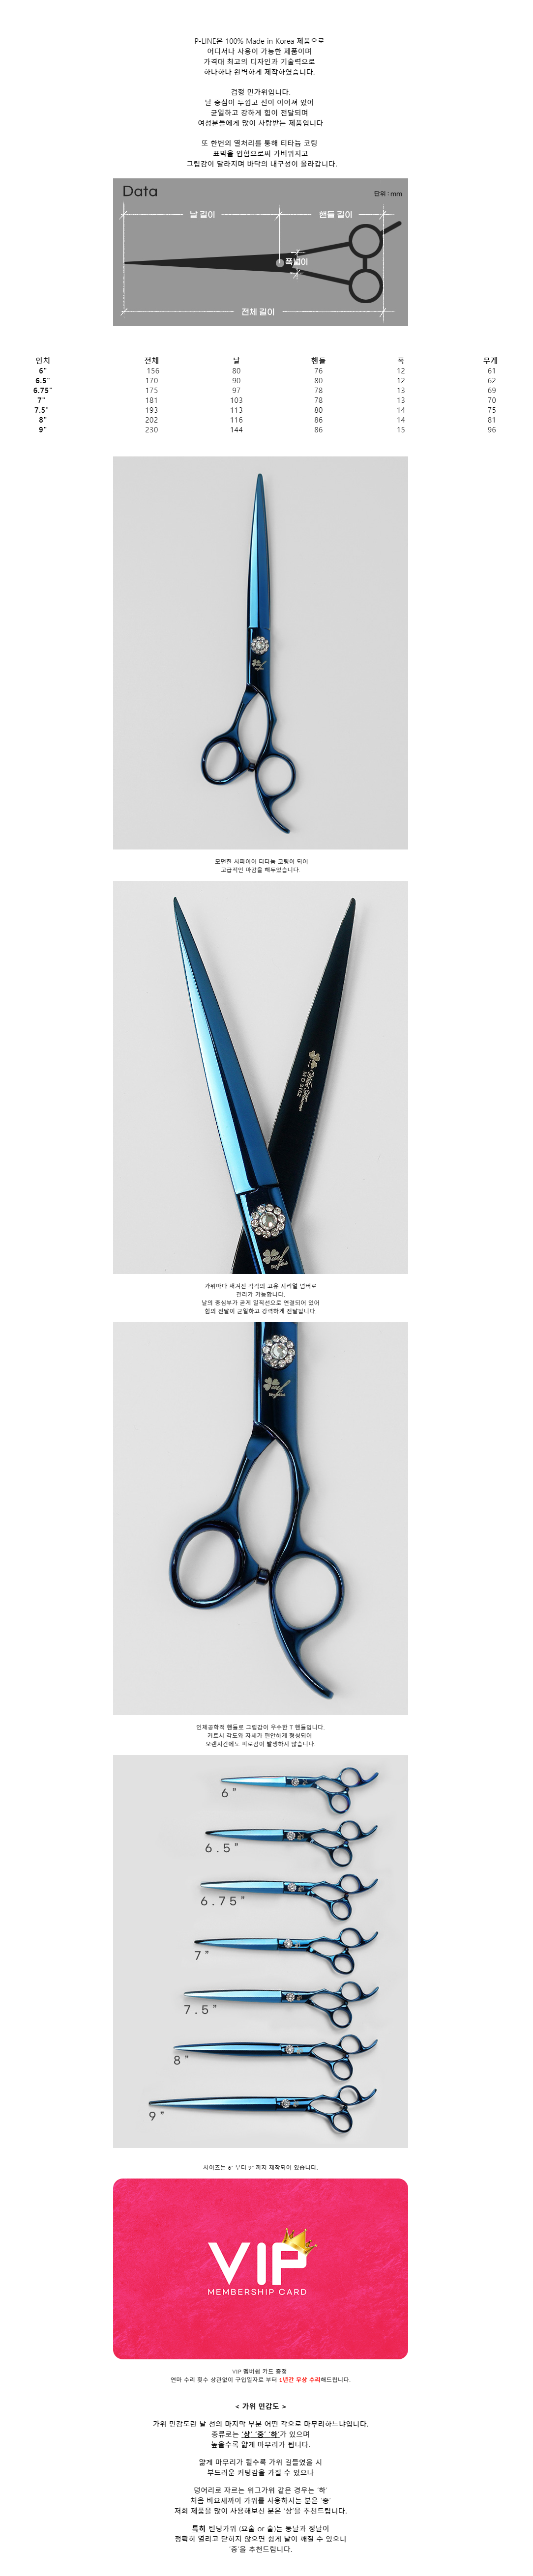 P-LINE은 100% Made in Korea 제품으로
어디서나 사용이 가능한 제품이며
가격대 최고의 디자인과 기술력으로
하나하나 완벽하게 제작하였습니다.
검형 민가위입니다.
날 중심이 두껍고 선이 이어져 있어
균일하고 강하게 힘이 전달되며
여성분들에게 많이 사랑받는 제품입니다
또 한번의 열처리를 통해 티타늄 코팅
표막을 입힘으로써 가벼워지고
그립감이 달라지며 바닥의 내구성이 올라갑니다.
Data
단위 : mm
날 길이 핸들 길이
폭넓이
전체 길이
인치 전체 날 핸들 폭 무게
6" 156 80 76 12 61
6.5" 170 90 80 12 62
6.75" 175 97 78 13 69
7" 181 103 78 13 70
7.5" 193 113 80 14 75
8" 202 116 86 14 81
9" 230 144 86 15 96
모던한 사파이어 티타늄 코팅이 되어
고급적인 마감을 해두었습니다.
가위마다 새겨진 각각의 고유 시리얼 넘버로
관리가 가능합니다.
날의 중심부가 곧게 일직선으로 연결되어 있어
힘의 전달이 균일하고 강력하게 전달됩니다.
인체공학적 핸들로 그립감이 우수한 T 핸들입니다.
커트시 각도와 자세가 편안하게 형성되어
오랜시간에도 피로감이 발생하지 않습니다.
6"
6.5"
6.75"
7"
7.5"
8"
9"
사이즈는 6" 부터 9" 까지 제작되어 있습니다.
VIP
MEMBERSHIP CARD
VIP 멤버쉽 카드 증정
연마 수리 횟수 상관없이 구입일자로 부터 1년간 무상 수리해드립니다.
< 가위 민감도 >
가위 민감도란 날 선의 마지막 부분 어떤 각으로 마무리하느냐입니다.
종류로는 '상' '중' '하'가 있으며
높을수록 얇게 마무리가 됩니다.
얇게 마무리가 될수록 가위 길들였을 시
부드러운 커팅감을 가질 수 있으나
덩어리로 자르는 위그가위 같은 경우는 '하'
처음 비요세까이 가위를 사용하시는 분은 '중'
저희 제품을 많이 사용해보신 분은 '상'을 추천드립니다.
특히 틴닝가위 (요술 or 숱)는 동날과 정날이
정확히 열리고 닫히지 않으면 쉽게 날이 깨질 수 있으니
'중'을 추천드립니다.